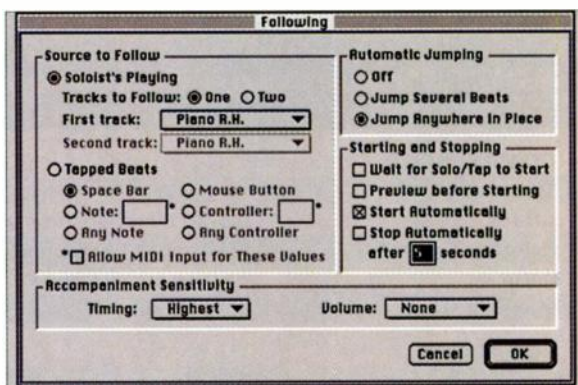 Following
Source to Follow
Soloist's Playing
Tracks to Follow: One Two
First track: Piano R.H.
Second track: Piano R.H.
Tapped Beats
Space Bar Mouse Button
Note: * Controller: *
Any Note Any Controller
*Allow MIDI Input for These Values
Automatic Jumping
Off
Jump Several Beats
Jump Anywhere In Piece
Starting and Stopping
Wait for Solo/Tap to Start
Preview before Starting
Start Automatically
Stop Automatically
after 5 seconds
Accompaniment Sensitivity
Timing: Highest Volume: None
Cancel OK